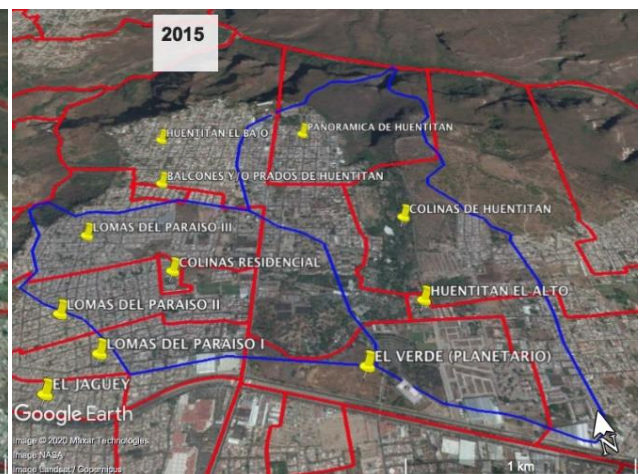 2015
HUENTITAN EL BAJO
PANORAMICA DE HUENTITAN
BALCONES Y/O PRADOS DE HUENTITAN
COLINAS DE HUENTITAN
LOMAS DEL PARAISO III
COLINAS RESIDENCIAL
HUENTITAN EL ALTO
LOMAS DEL PARAISO II
LOMAS DEL PARAISO I
EL VERDE (PLANETARIO)
EL JAGUEY
Google Earth
Image © 2020 Maxar Technologies
Image NASA
Image Landsat / Copernicus
1 km
N